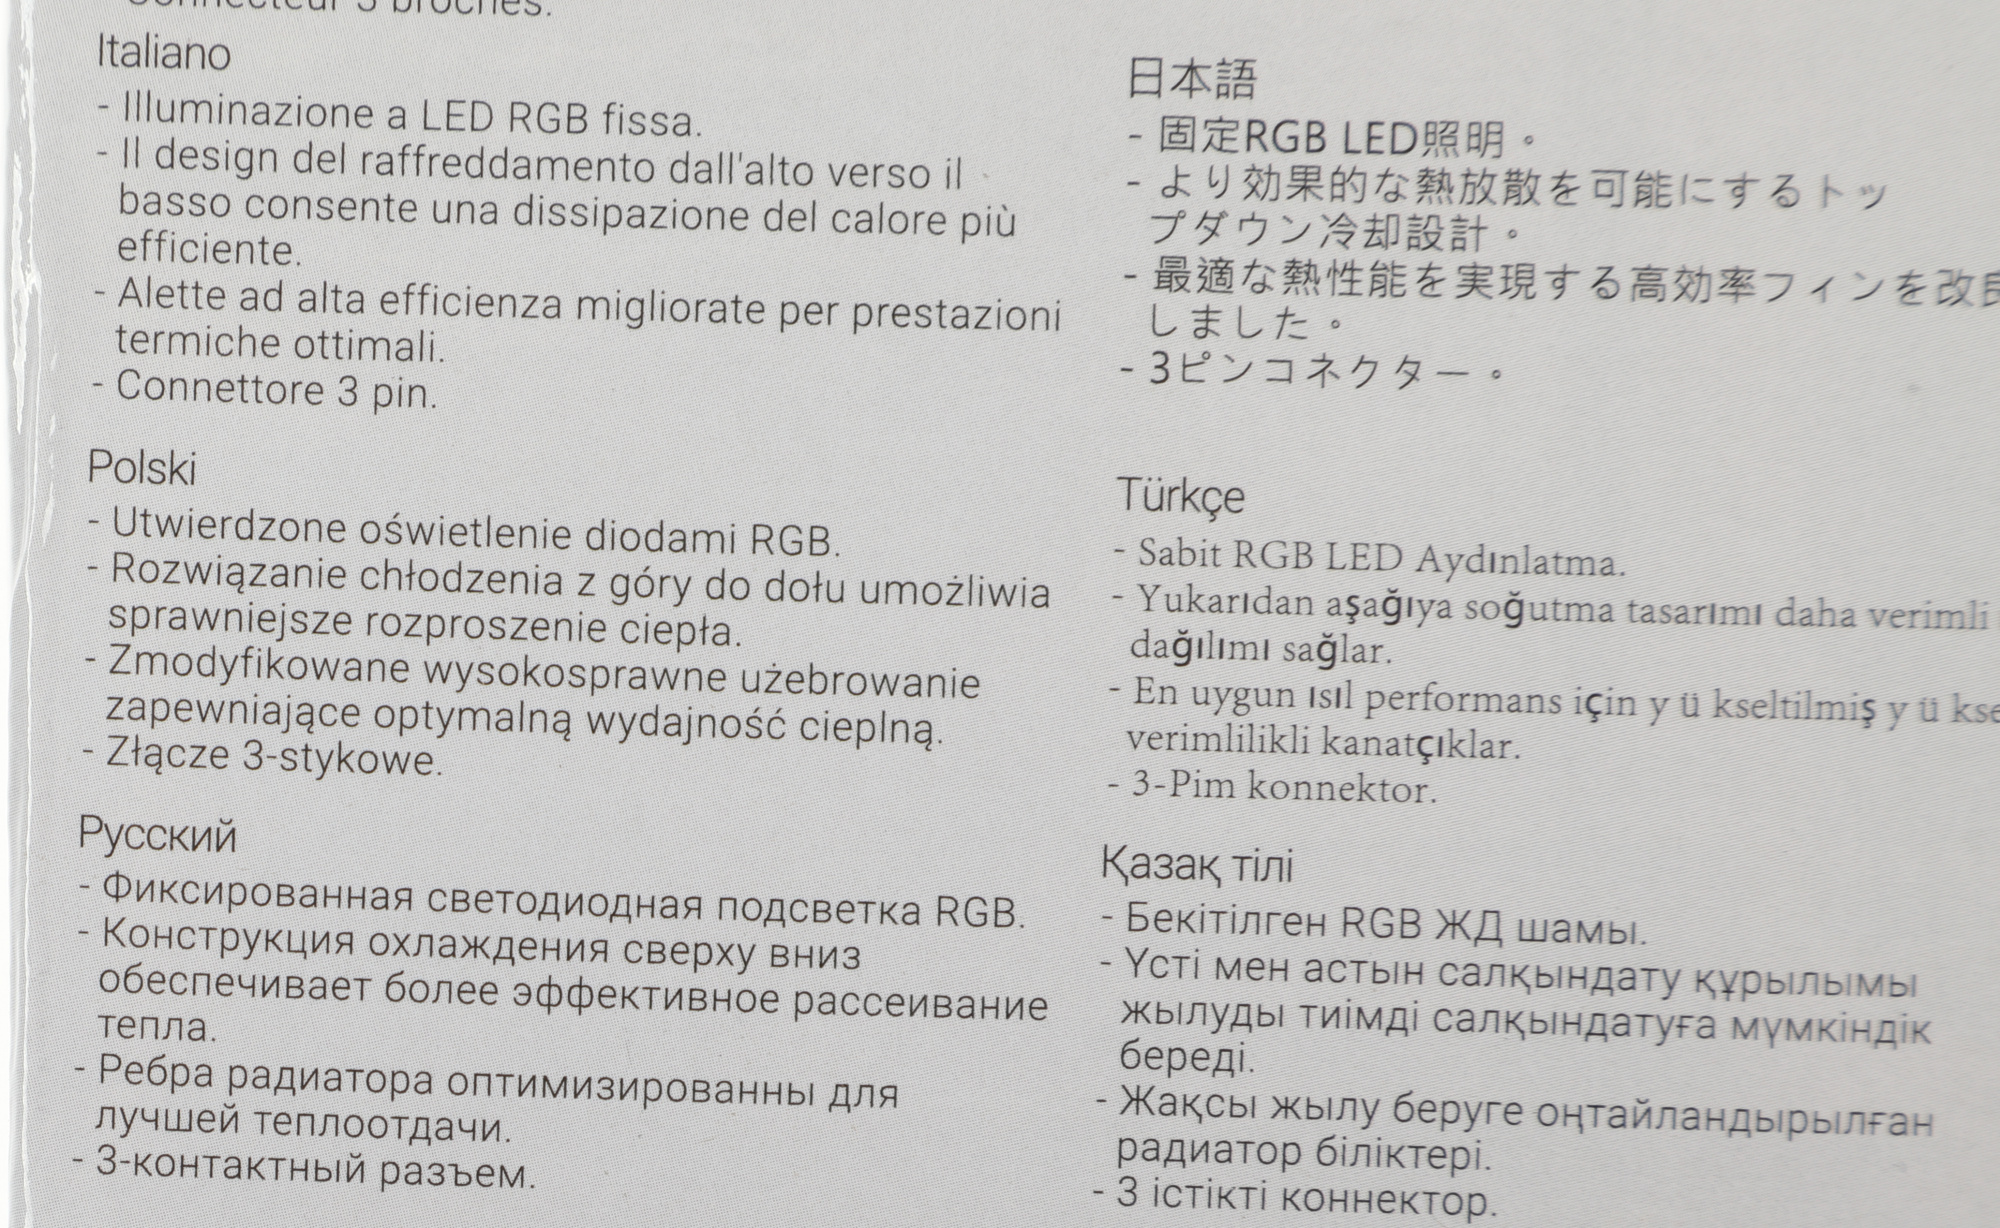 Connecteur 3 broches.
Italiano
- Illuminazione a LED RGB fissa.
- Il design del raffreddamento dall'alto verso il
basso consente una dissipazione del calore più
efficiente.
- Alette ad alta efficienza migliorate per prestazioni
termiche ottimali.
- Connettore 3 pin.
Polski
- Utwierdzone oświetlenie diodami RGB.
- Rozwiązanie chłodzenia z góry do dołu umożliwia
sprawniejsze rozproszenie ciepła.
- Zmodyfikowane wysokosprawne użebrowanie
zapewniające optymalną wydajność cieplną.
- Złącze 3-stykowe.
Русский
- Фиксированная светодиодная подсветка RGB.
- Конструкция охлаждения сверху вниз
обеспечивает более эффективное рассеивание
тепла.
- Ребра радиатора оптимизированны для
лучшей теплоотдачи.
- 3-контактный разъем.
日本語
- 固定RGB LED照明。
- より効果的な熱放散を可能にするトッ
プダウン冷却設計。
- 最適な熱性能を実現する高効率フィンを改良
しました。
- 3ピンコネクター。
Türkçe
- Sabit RGB LED Aydınlatma.
- Yukarıdan aşağıya soğutma tasarımı daha verimli
dağılımı sağlar.
- En uygun ısıl performans için y ü kseltilmiş y ü kse
verimlilikli kanatçıklar.
- 3-Pim konnektor.
Қазақ тілі
- Бекітілген RGB ЖД шамы.
- Үсті мен астын салқындату құрылымы
жылуды тиімді салқындатуға мүмкіндік
береді.
- Жақсы жылу беруге оңтайландырылған
радиатор біліктері.
- 3 істікті коннектор.